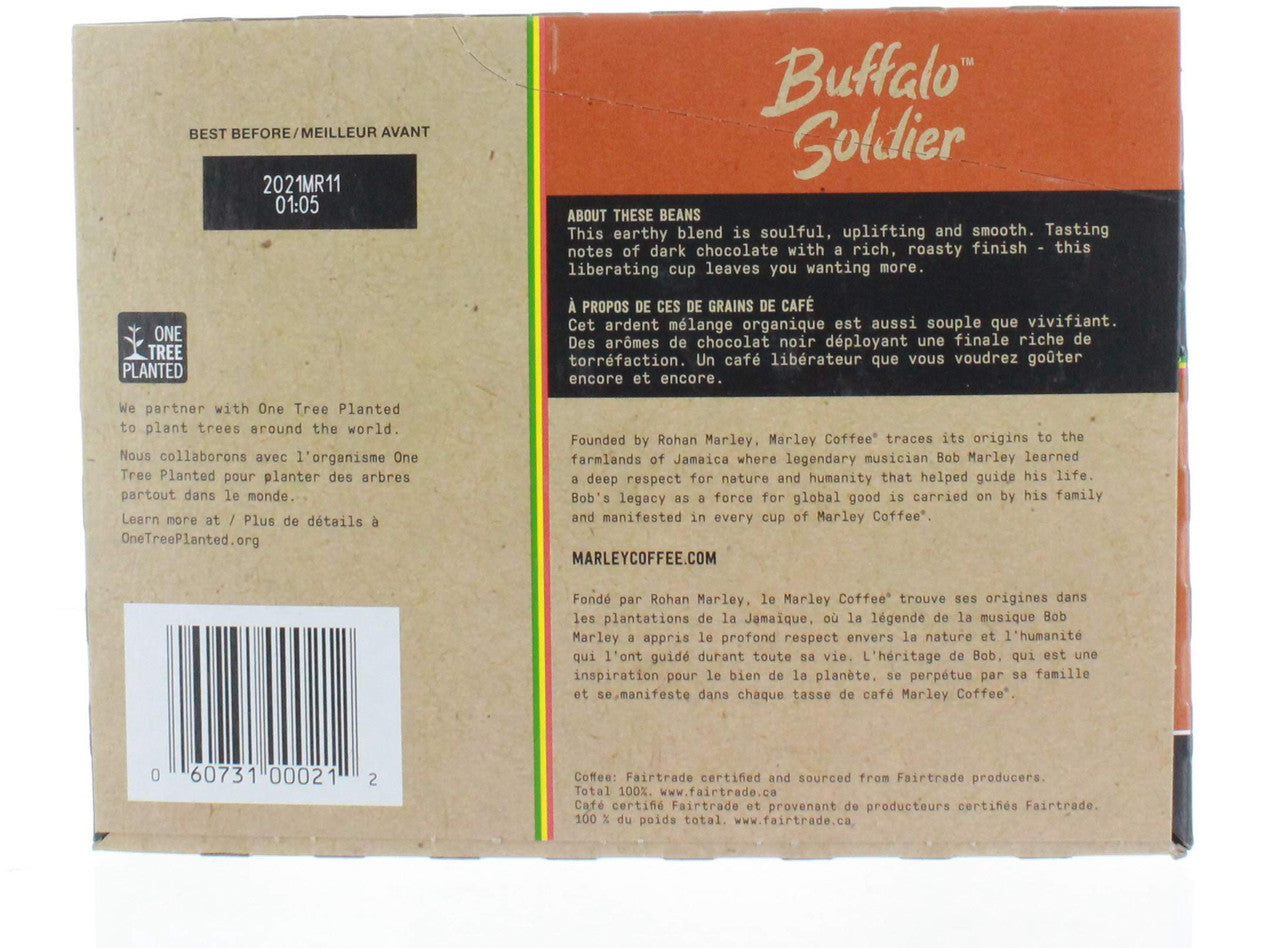 BEST BEFORE/MEILLEUR AVANT
2021MR11
01:05
ONE
TREE
PLANTED
We partner with One Tree Planted
to plant trees around the world.
Nous collaborons avec l'organisme One
Tree Planted pour planter des arbres
partout dans le monde.
Learn more at / Plus de détails à
OneTreePlanted.org
0 60731 00021 2
Buffalo™
Soldier
ABOUT THESE BEANS
This earthy blend is soulful, uplifting and smooth. Tasting
notes of dark chocolate with a rich, roasty finish - this
liberating cup leaves you wanting more.
À PROPOS DE CES DE GRAINS DE CAFÉ
Cet ardent mélange organique est aussi souple que vivifiant.
Des arômes de chocolat noir déployant une finale riche de
torréfaction. Un café libérateur que vous voudrez goûter
encore et encore.
Founded by Rohan Marley, Marley Coffee® traces its origins to the
farmlands of Jamaica where legendary musician Bob Marley learned
a deep respect for nature and humanity that helped guide his life.
Bob's legacy as a force for global good is carried on by his family
and manifested in every cup of Marley Coffee®.
MARLEYCOFFEE.COM
Fondé par Rohan Marley, le Marley Coffee® trouve ses origines dans
les plantations de la Jamaïque, où la légende de la musique Bob
Marley a appris le profond respect envers la nature et l'humanité
qui l'ont guidé durant toute sa vie. L'héritage de Bob, qui est une
inspiration pour le bien de la planète, se perpétue par sa famille
et se manifeste dans chaque tasse de café Marley Coffee®.
Coffee: Fairtrade certified and sourced from Fairtrade producers.
Total 100%. www.fairtrade.ca
Café certifié Fairtrade et provenant de producteurs certifiés Fairtrade.
100 % du poids total. www.fairtrade.ca